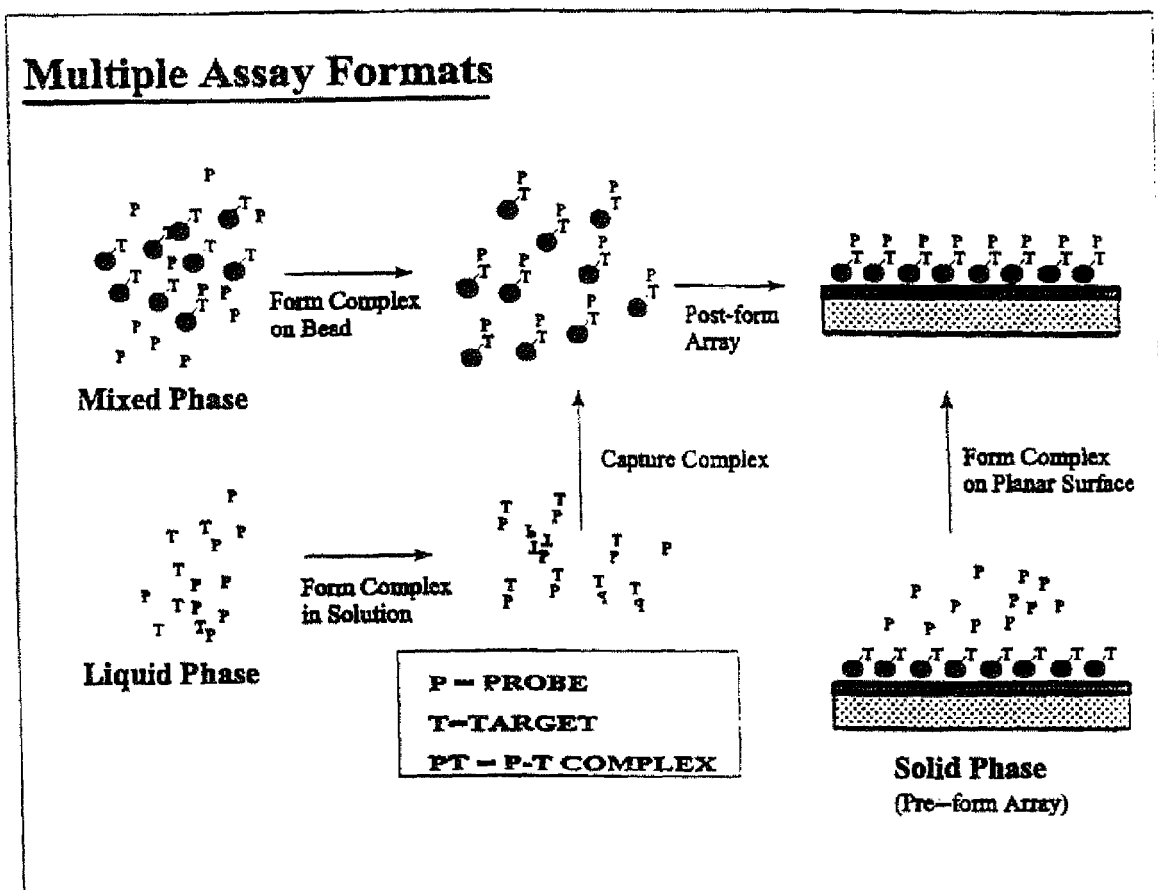 Multiple Assay Formats
P
P T
P T P T P T P T P T P T P T P T
Form Complex
on Bead
Post-form
Array
Mixed Phase
Capture Complex
Form Complex
on Planar Surface
Form Complex
in Solution
Liquid Phase
P = PROBE
T=TARGET
PT = P-T COMPLEX
Solid Phase
(Pre-form Array)